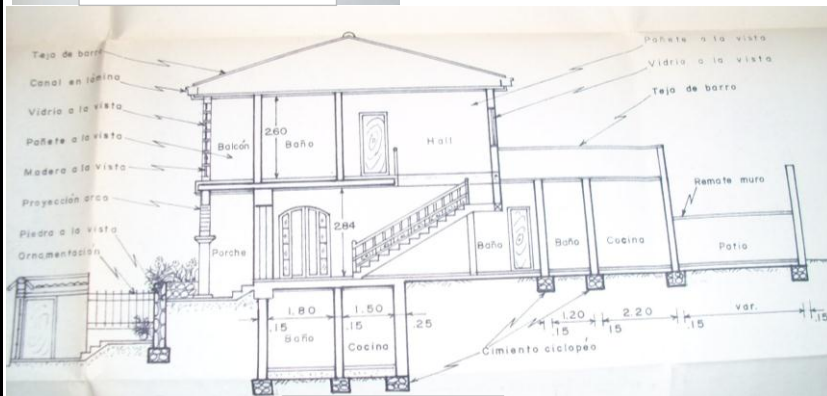 Teja de barro
Canal en lámina
Vidrio a la vista
Pañete a la vista
Madera a la vista
Proyección arco
Piedra a la vista
Ornamentación
Pañete a la vista
Vidrio a la vista
Teja de barro
Remate muro
Balcón
2.60
Baño
Hall
Porche
2.84
Baño
Baño
Cocina
Patio
1.80
1.50
.15
.15
.25
Baño
Cocina
1.20
2.20
var.
.15
.15
.15
.15
Cimiento ciclopéo